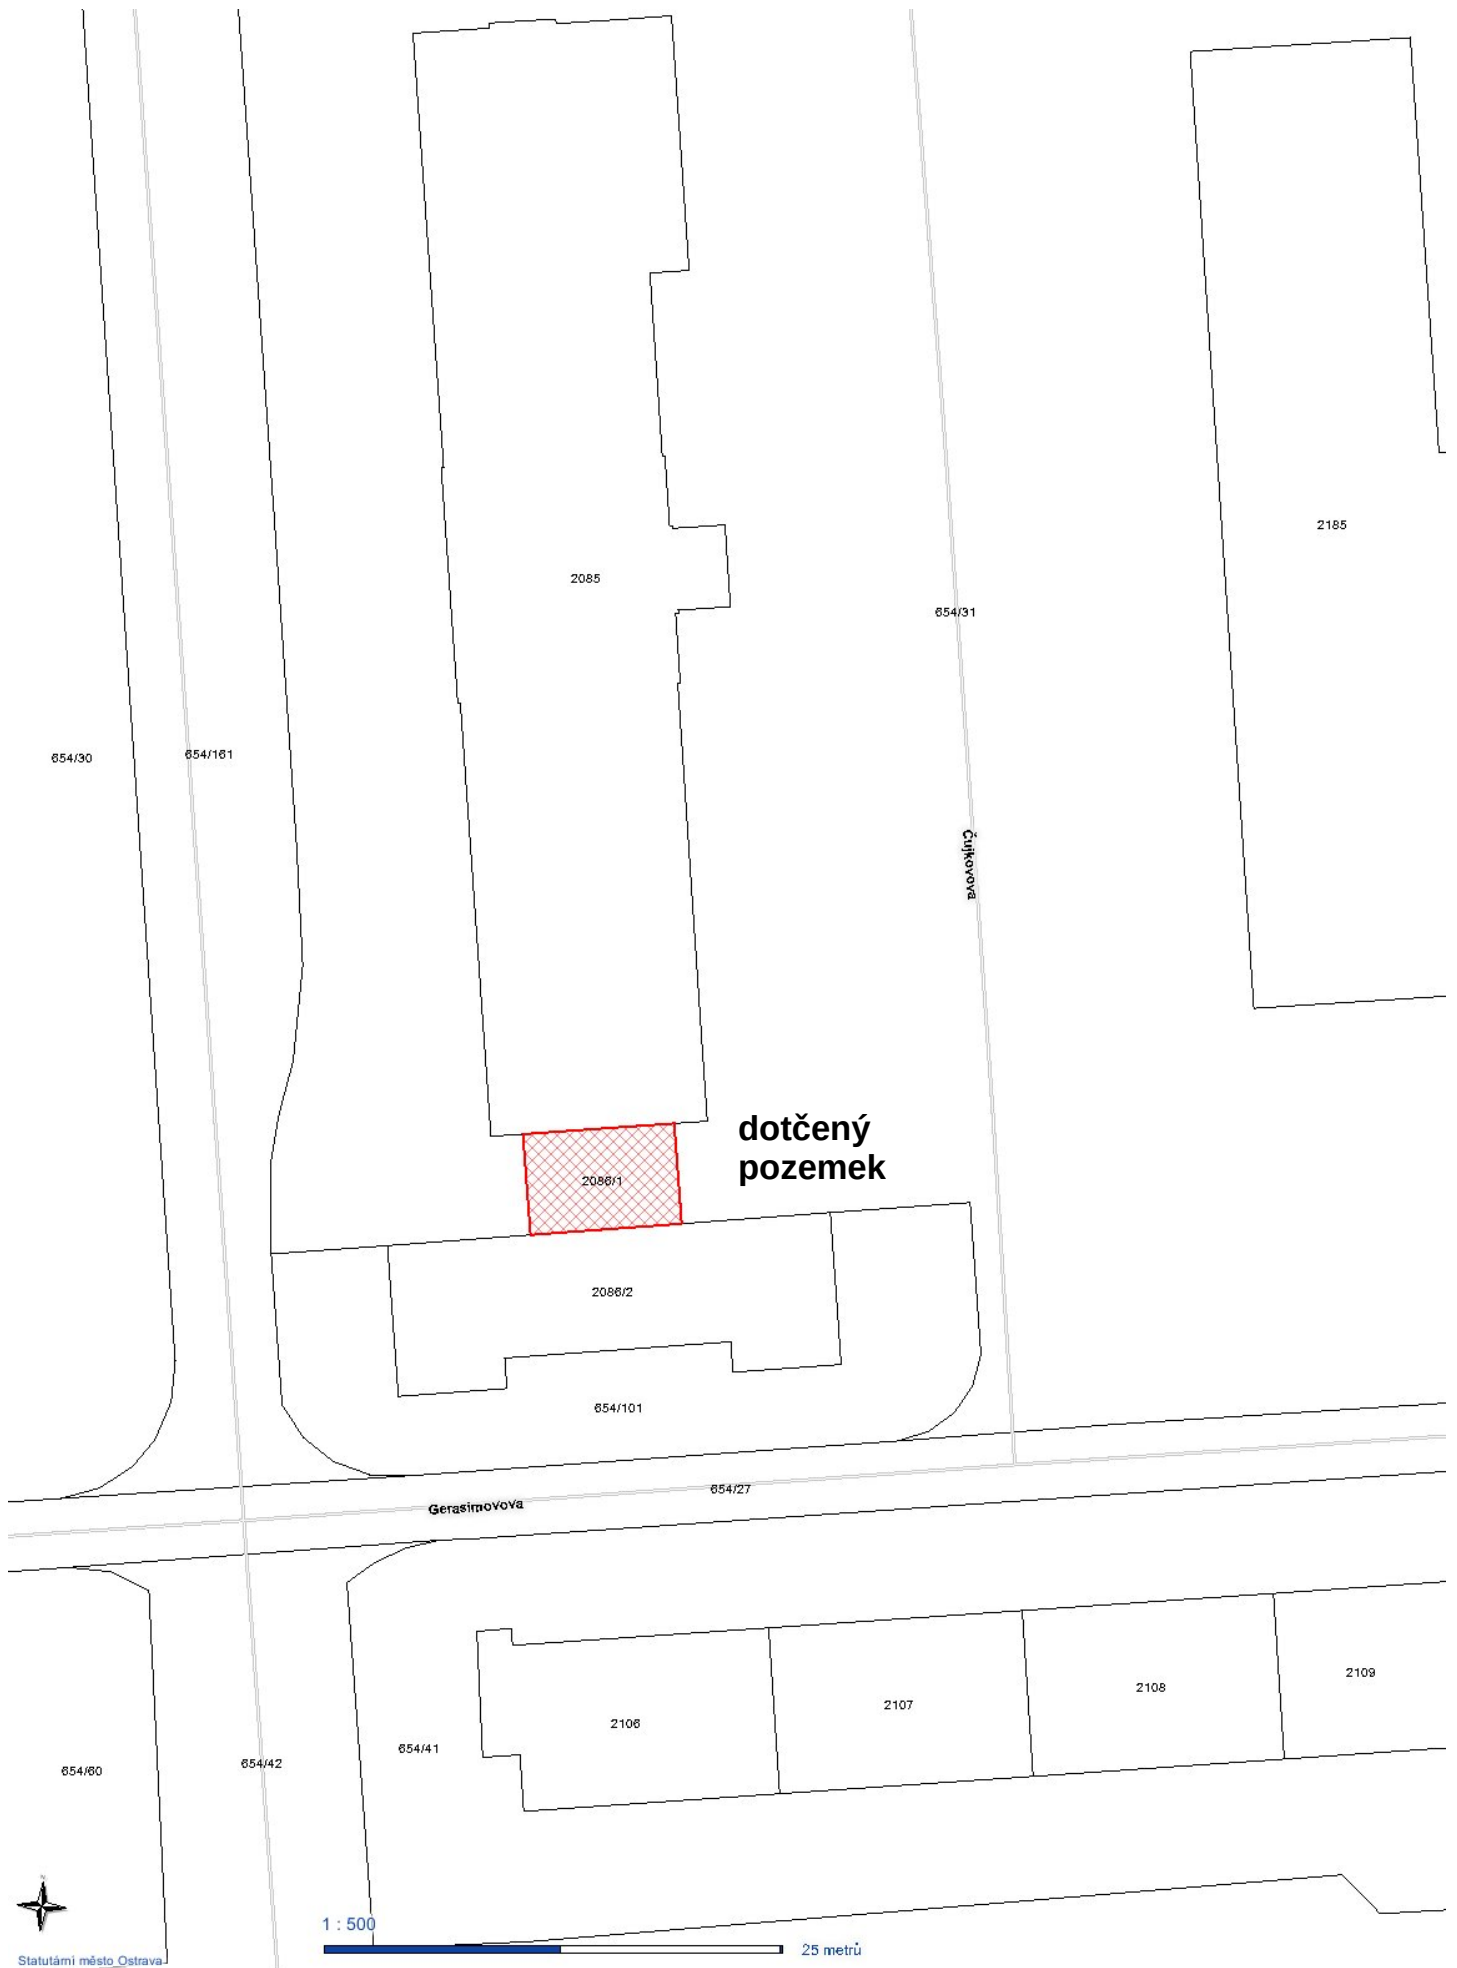 2185
2085
654/31
654/30
654/161
Čujkovova
dotčený
pozemek
2086/1
2086/2
654/101
654/27
Gerasimovova
2109
2108
2107
2106
654/41
654/42
654/60
N
1 : 500
25 metrů
Statutární město Ostrava